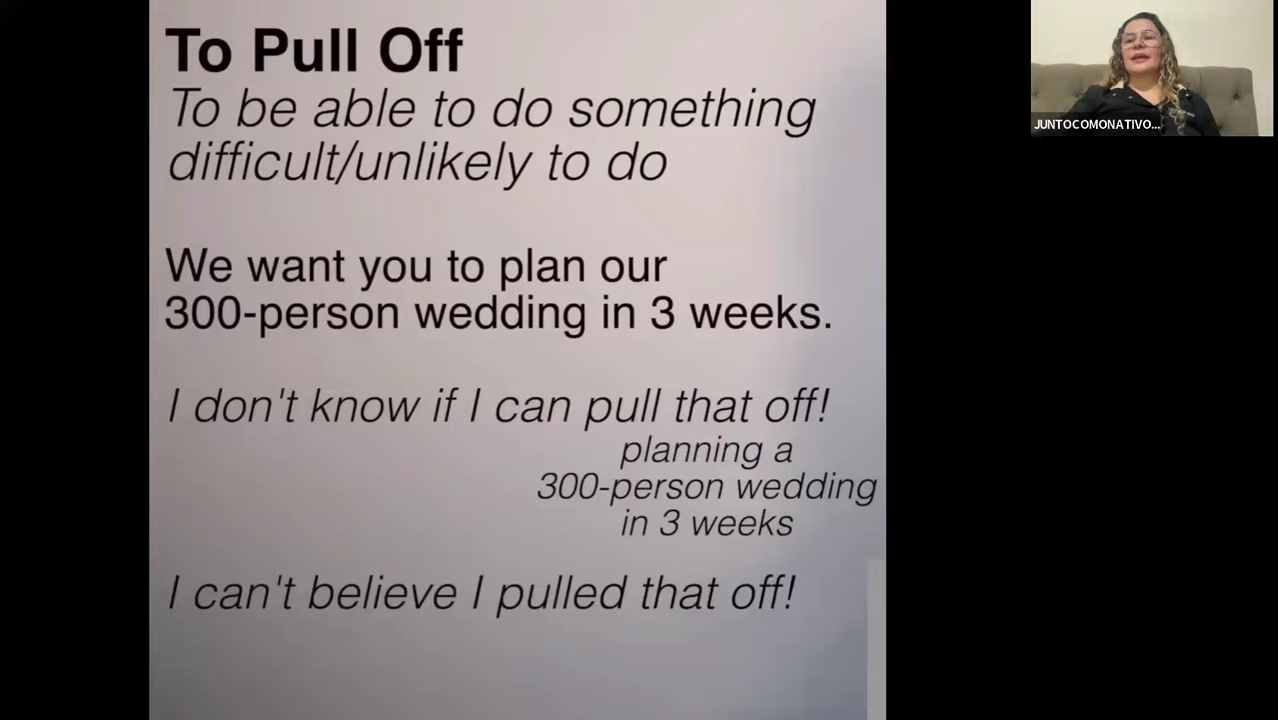 To Pull Off
To be able to do something
difficult/unlikely to do
We want you to plan our
300-person wedding in 3 weeks.
I don't know if I can pull that off!
planning a
300-person wedding
in 3 weeks
I can't believe I pulled that off!
JUNTOCOMONATIVO...